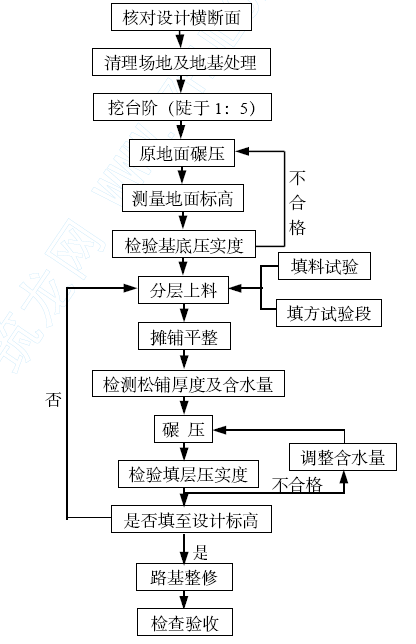 核对设计横断面
清理场地及地基处理
挖台阶（陡于1：5）
原地面碾压
不合格
测量地面标高
检验基底压实度
填料试验
分层上料
填方试验段
摊铺平整
检测松铺厚度及含水量
否
碾 压
调整含水量
检验填层压实度
不合格
是否填至设计标高
是
路基整修
检查验收
筑龙网 www